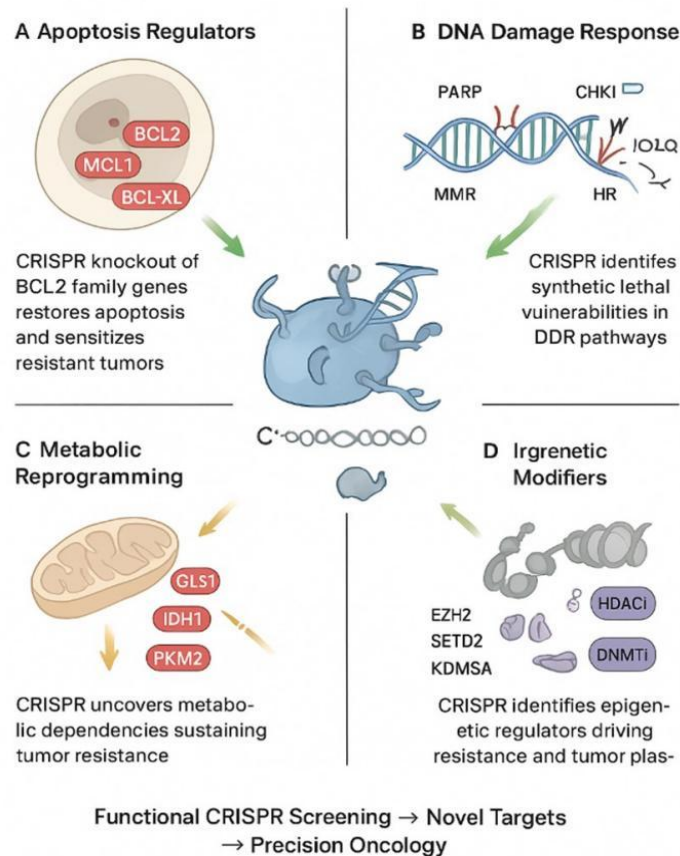 A Apoptosis Regulators
BCL2
MCL1
BCL-XL
CRISPR knockout of
BCL2 family genes
restores apoptosis
and sensitizes
resistant tumors
B DNA Damage Response
PARP
CHKI
IOLQ
MMR
HR
CRISPR identifes
synthetic lethal
vuinerabilities in
DDR pathways
C
C Metabolic
Reprogramming
GLS1
IDH1
PKM2
CRISPR uncovers metabo-
lic dependencies sustaining
tumor resistance
D Irgrenetic
Modifiers
EZH2
SETD2
KDMSA
HDACi
DNMTi
CRISPR identifies epigen-
etic regulators driving
resistance and tumor plas-
Functional CRISPR Screening → Novel Targets
→ Precision Oncology